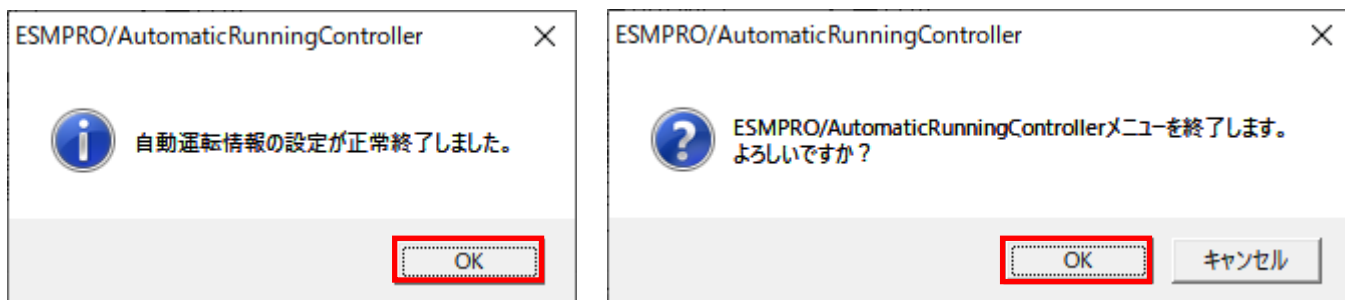 ESMPRO/AutomaticRunningController
自動運転情報の設定が正常終了しました。
OK
ESMPRO/AutomaticRunningController
ESMPRO/AutomaticRunningControllerメニューを終了します。
よろしいですか？
OK
キャンセル